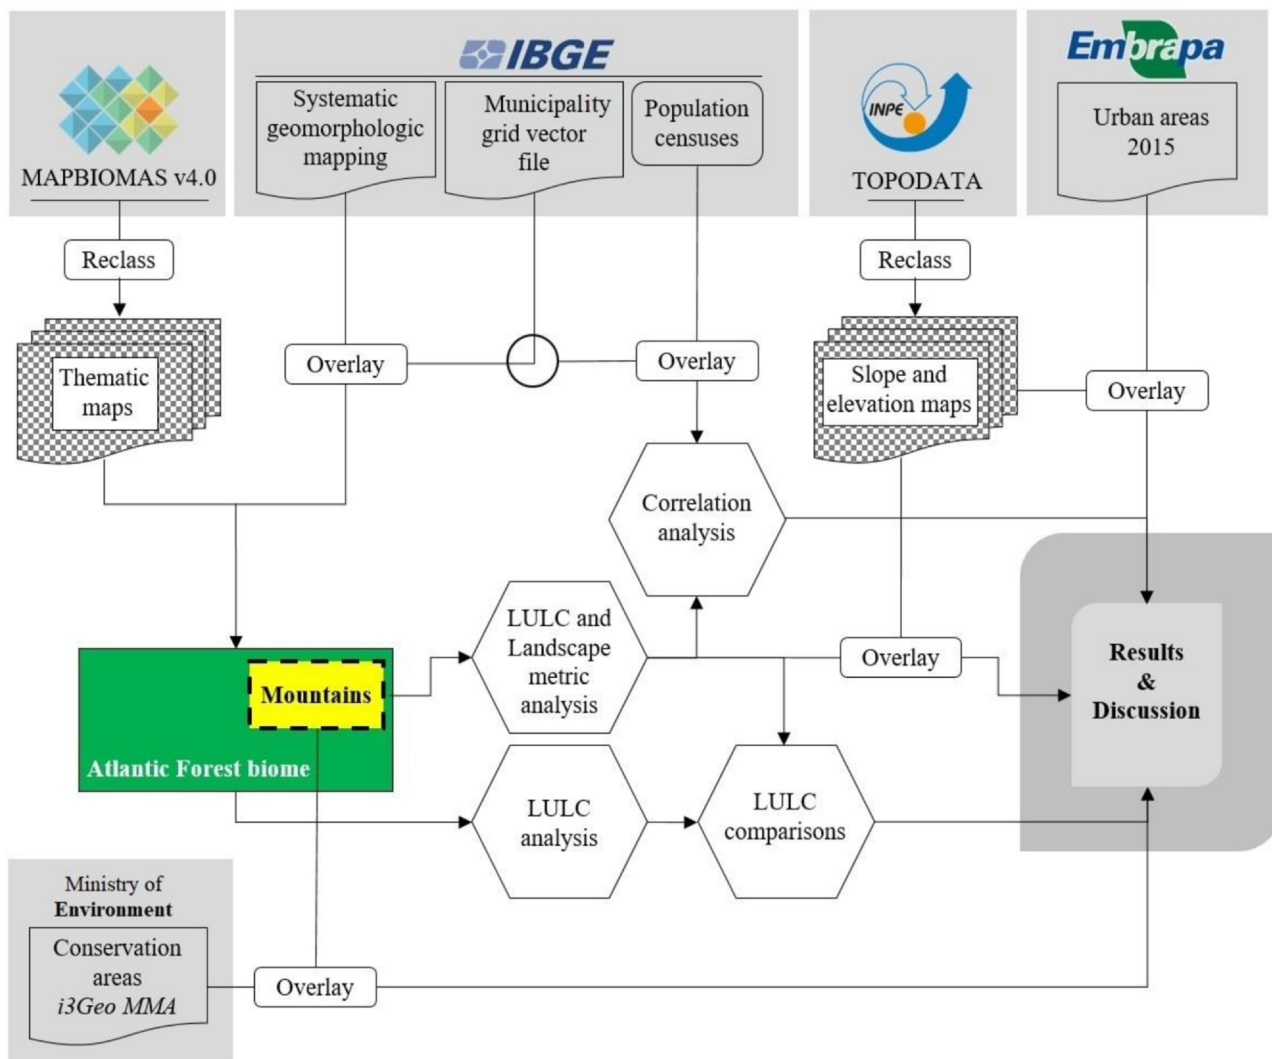 IBGE
Embrapa
INPE
MAPBIOMAS v4.0
Systematic
geomorphologic
mapping
Municipality
grid vector
file
Population
censuses
TOPODATA
Urban areas
2015
Reclass
Reclass
Thematic
maps
Overlay
Overlay
Slope and
elevation maps
Overlay
Correlation
analysis
LULC and
Landscape
metric
analysis
Overlay
Results
&
Discussion
Mountains
Atlantic Forest biome
LULC
analysis
LULC
comparisons
Ministry of
Environment
Conservation
areas
i3Geo MMA
Overlay